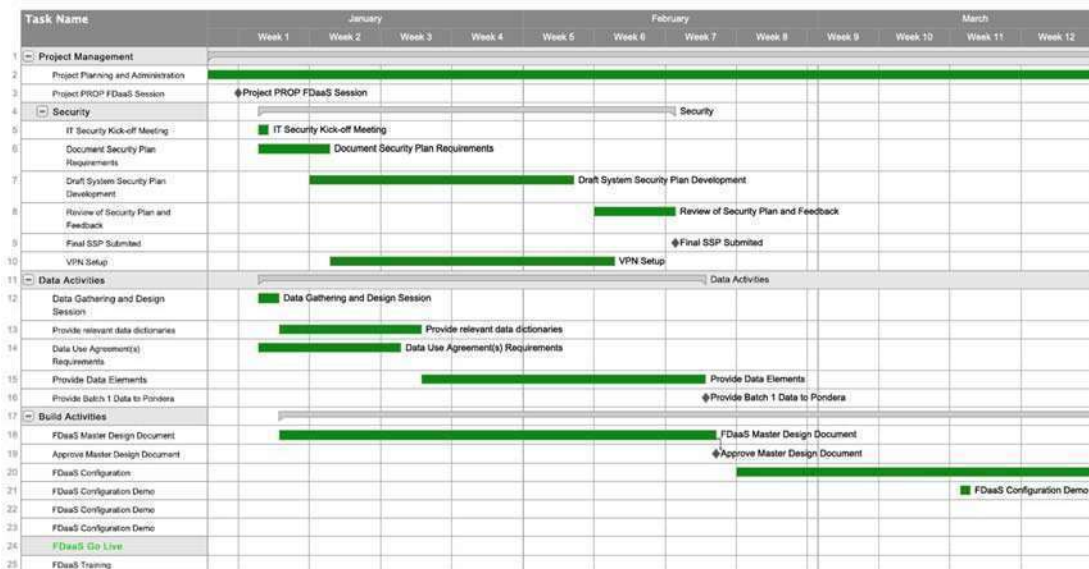 Task Name
January February March
Week 1 Week 2 Week 3 Week 4 Week 5 Week 6 Week 7 Week 8 Week 9 Week 10 Week 11 Week 12
1 Project Management
2 Project Planning and Administration
3 Project PROP FDaaS Session Project PROP FDaaS Session
4 Security Security
5 IT Security Kick-off Meeting IT Security Kick-off Meeting
6 Document Security Plan Document Security Plan Requirements
Requirements
7 Draft System Security Plan Draft System Security Plan Development
Development
8 Review of Security Plan and Review of Security Plan and Feedback
Feedback
9 Final SSP Submited Final SSP Submited
10 VPN Setup VPN Setup
11 Data Activities Data Activities
12 Data Gathering and Design Data Gathering and Design Session
Session
13 Provide relevant data dictionaries Provide relevant data dictionaries
14 Data Use Agreement(s) Data Use Agreement(s) Requirements
Requirements
15 Provide Data Elements Provide Data Elements
16 Provide Batch 1 Data to Pondera Provide Batch 1 Data to Pondera
17 Build Activities
18 FDaaS Master Design Document FDaaS Master Design Document
19 Approve Master Design Document Approve Master Design Document
20 FDaaS Configuration
21 FDaaS Configuration Demo FDaaS Configuration Demo
22 FDaaS Configuration Demo
23 FDaaS Configuration Demo
24 FDaaS Go Live
25 FDaaS Training